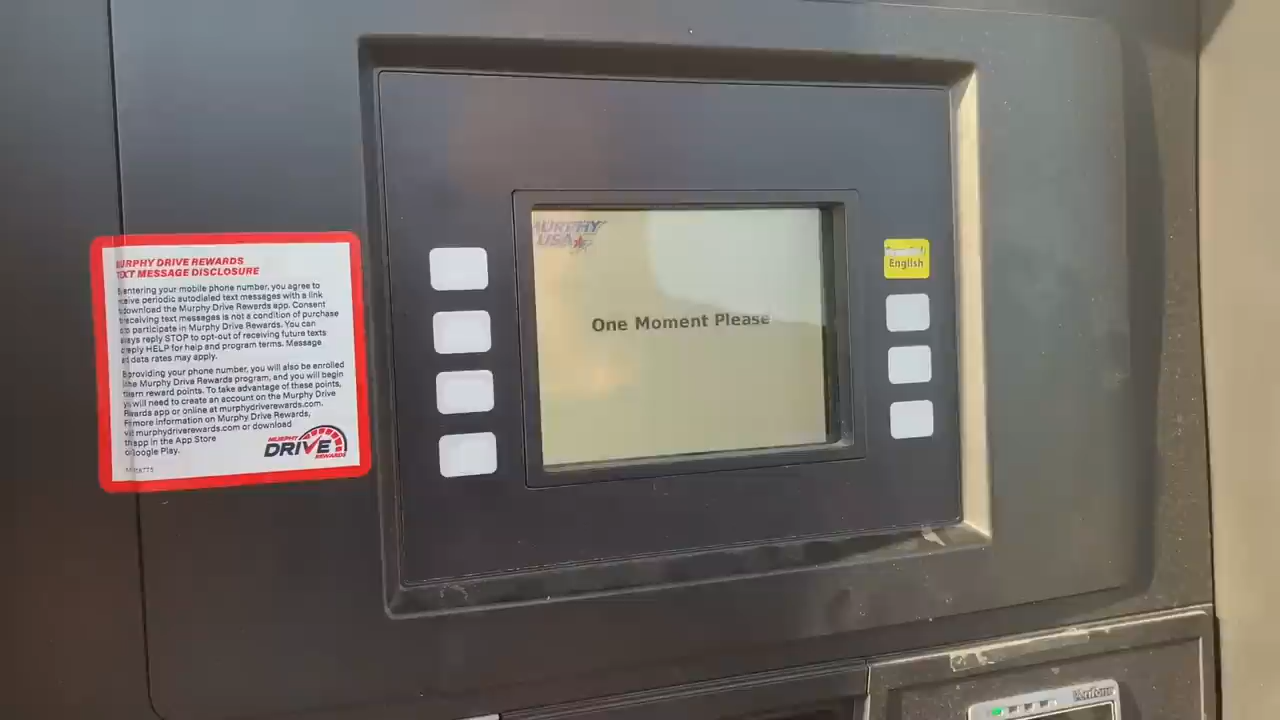 MURPHY USA
One Moment Please
English
MURPHY DRIVE REWARDS
TEXT MESSAGE DISCLOSURE
entering your mobile phone number, you agree to
periodic autodialed text messages with a link
download the Murphy Drive Rewards app. Consent
receiving text messages is not a condition of purchase
participate in Murphy Drive Rewards. You can
reply STOP to opt-out of receiving future texts
reply HELP for help and program terms. Message
data rates may apply.
providing your phone number, you will also be enrolled
the Murphy Drive Rewards program, and you will begin
earn reward points. To take advantage of these points,
will need to create an account on the Murphy Drive
Rewards app or online at murphydriverewards.com.
more information on Murphy Drive Rewards,
murphydriverewards.com or download
app in the App Store
Google Play.
MURPHY
DRIVE
REWARDS
Verifone